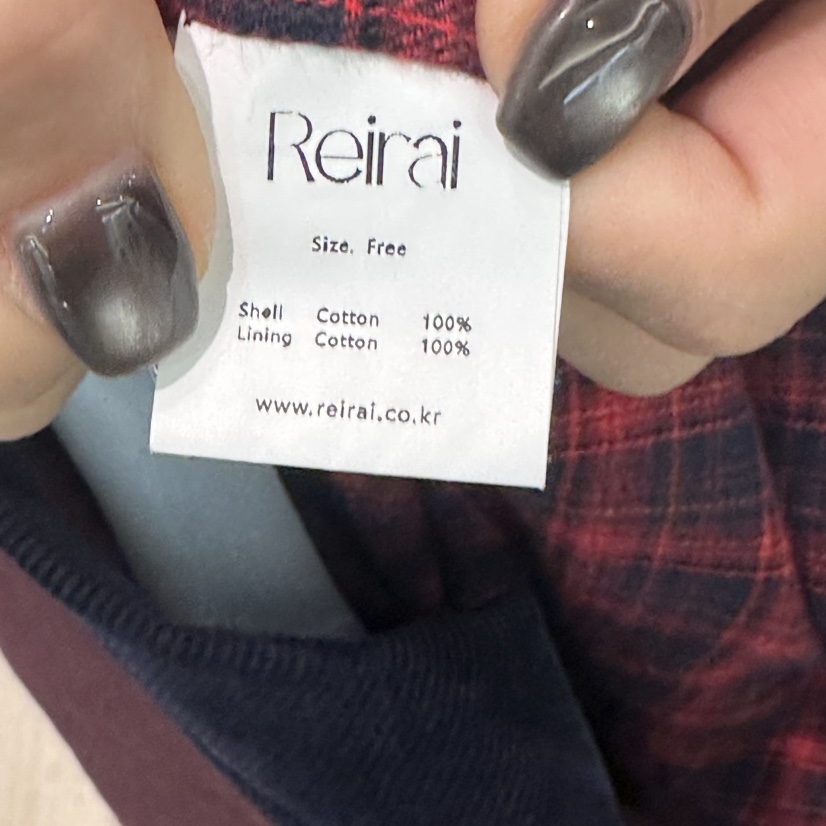 Reirai
Size. Free
Shell Cotton 100%
Lining Cotton 100%
www.reirai.co.kr